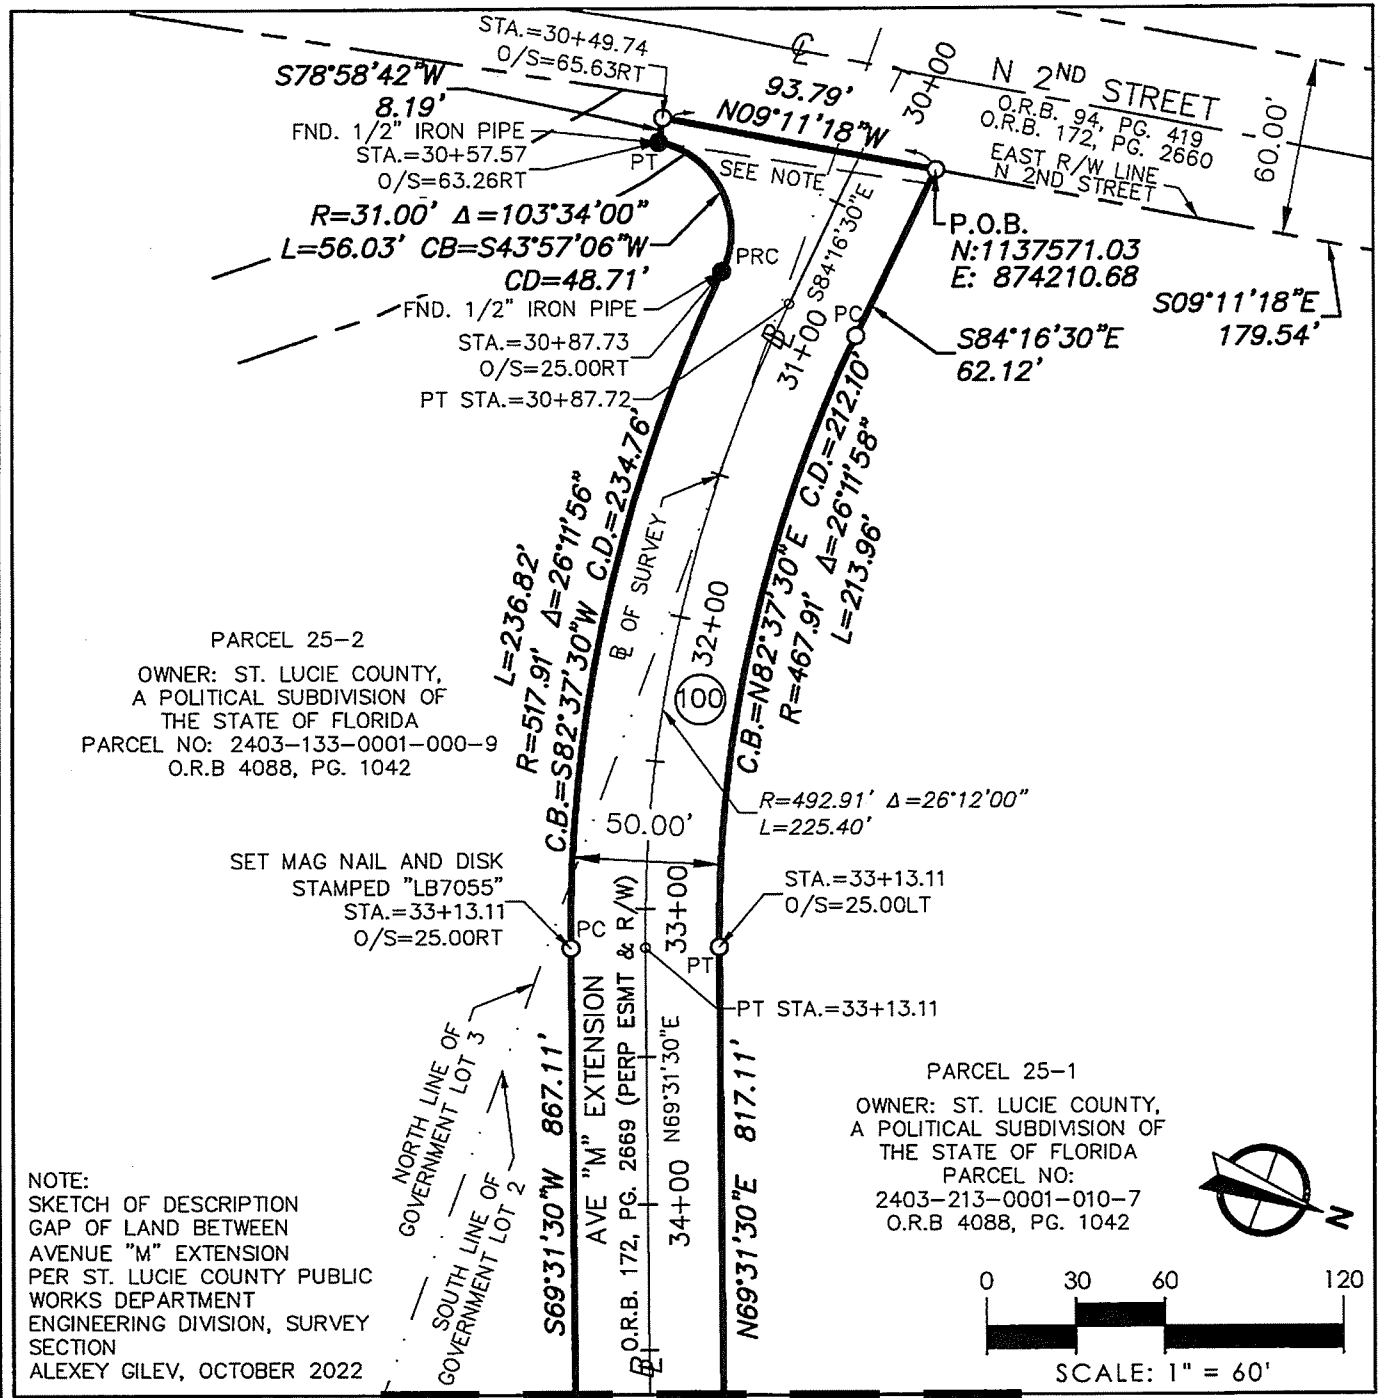 STA.=30+49.74
O/S=65.63RT
S78°58'42"W
8.19'
FND. 1/2" IRON PIPE
STA.=30+57.57
O/S=63.26RT
PT
R=31.00' Δ=103°34'00"
L=56.03' CB=S43°57'06"W
CD=48.71'
PRC
FND. 1/2" IRON PIPE
STA.=30+87.73
O/S=25.00RT
PT STA.=30+87.72
93.79'
N09°11'18"W
SEE NOTE
30+00
N 2ND STREET
O.R.B. 94, PG. 419
O.R.B. 172, PG. 2660
EAST R/W LINE
N 2ND STREET
60.00'
P.O.B.
N:1137571.03
E: 874210.68
S09°11'18"E
179.54'
S84°16'30"E
31+00
PC
S84°16'30"E
62.12'
L=236.82'
R=517.91' Δ=26°11'56"
C.B.=S82°37'30"W C.D.=234.76'
℄ OF SURVEY
32+00
100
C.B.=N82°37'30"E C.D.=212.10'
R=467.91' Δ=26°11'58"
L=213.96'
PARCEL 25-2
OWNER: ST. LUCIE COUNTY,
A POLITICAL SUBDIVISION OF
THE STATE OF FLORIDA
PARCEL NO: 2403-133-0001-000-9
O.R.B 4088, PG. 1042
R=492.91' Δ=26°12'00"
L=225.40'
50.00'
SET MAG NAIL AND DISK
STAMPED "LB7055"
STA.=33+13.11
O/S=25.00RT
PC
33+00
STA.=33+13.11
O/S=25.00LT
PT
PT STA.=33+13.11
NORTH LINE OF
GOVERNMENT LOT 3
SOUTH LINE OF
GOVERNMENT LOT 2
S69°31'30"W 867.11'
AVE "M" EXTENSION
O.R.B. 172, PG. 2669 (PERP ESMT & R/W)
34+00 N69°31'30"E
N69°31'30"E 817.11'
PARCEL 25-1
OWNER: ST. LUCIE COUNTY,
A POLITICAL SUBDIVISION OF
THE STATE OF FLORIDA
PARCEL NO:
2403-213-0001-010-7
O.R.B 4088, PG. 1042
N
NOTE:
SKETCH OF DESCRIPTION
GAP OF LAND BETWEEN
AVENUE "M" EXTENSION
PER ST. LUCIE COUNTY PUBLIC
WORKS DEPARTMENT
ENGINEERING DIVISION, SURVEY
SECTION
ALEXEY GILEV, OCTOBER 2022
0 30 60 120
SCALE: 1" = 60'